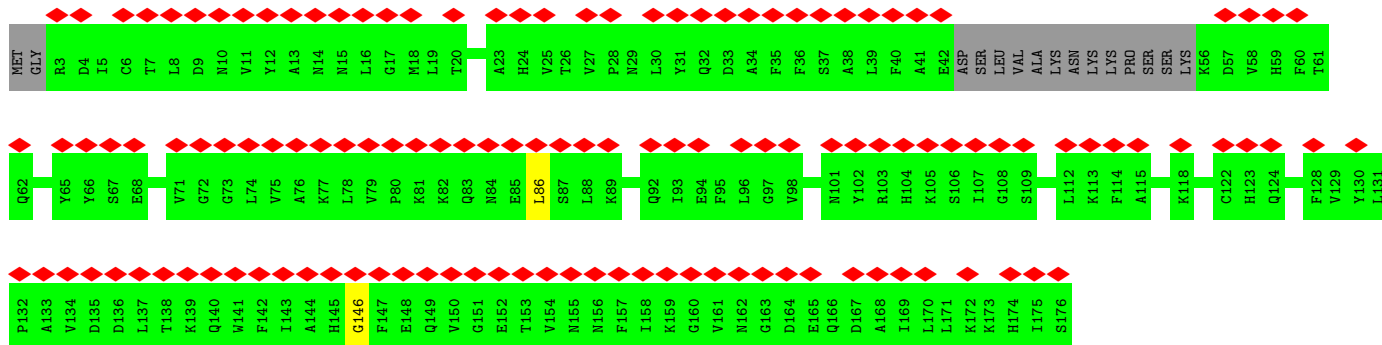 MET GLY R3 D4 I5 C6 T7 L8 D9 N10 V11 Y12 A13 N14 N15 L16 G17 M18 L19 T20 A23 H24 V25 T26 V27 P28 N29 L30 Y31 Q32 D33 A34 F35 F36 S37 A38 L39 F40 A41 E42 ASP SER LEU VAL ALA LYS ASN LYS LYS PRO SER SER LYS K56 D57 V58 H59 F60 T61
Q62 Y65 Y66 S67 E68 V71 G72 G73 L74 V75 A76 K77 L78 V79 P80 K81 K82 Q83 N84 E85 L86 S87 L88 K89 Q92 I93 E94 F95 L96 G97 V98 N101 Y102 R103 H104 K105 S106 I107 G108 S109 L112 K113 F114 A115 K118 C122 H123 Q124 F128 V129 Y130 L131
P132 A133 V134 D135 D136 L137 T138 K139 Q140 W141 F142 I143 A144 H145 G146 F147 E148 Q149 V150 G151 E152 T153 V154 N155 N156 F157 I158 K159 G160 V161 N162 G163 D164 E165 Q166 D167 A168 I169 L170 L171 K172 K173 H174 I175 S176